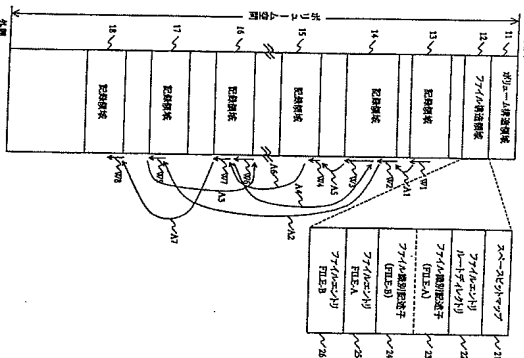 ボリューム空間
外側
11
12
13
14
15
16
17
18
ボリューム構造領域
ファイル構造領域
記録領域
記録領域
記録領域
記録領域
記録領域
記録領域
W1
A1
W2
W3
A5
W4
A4
A6
W6
W7
A3
A2
W8
A7
スペースビットマップ
ファイルエントリ
ルートディレクトリ
ファイル識別記述子
(FILE-A)
ファイル識別記述子
(FILE-B)
ファイルエントリ
FILE-A
ファイルエントリ
FILE-B
21
22
23
24
25
26